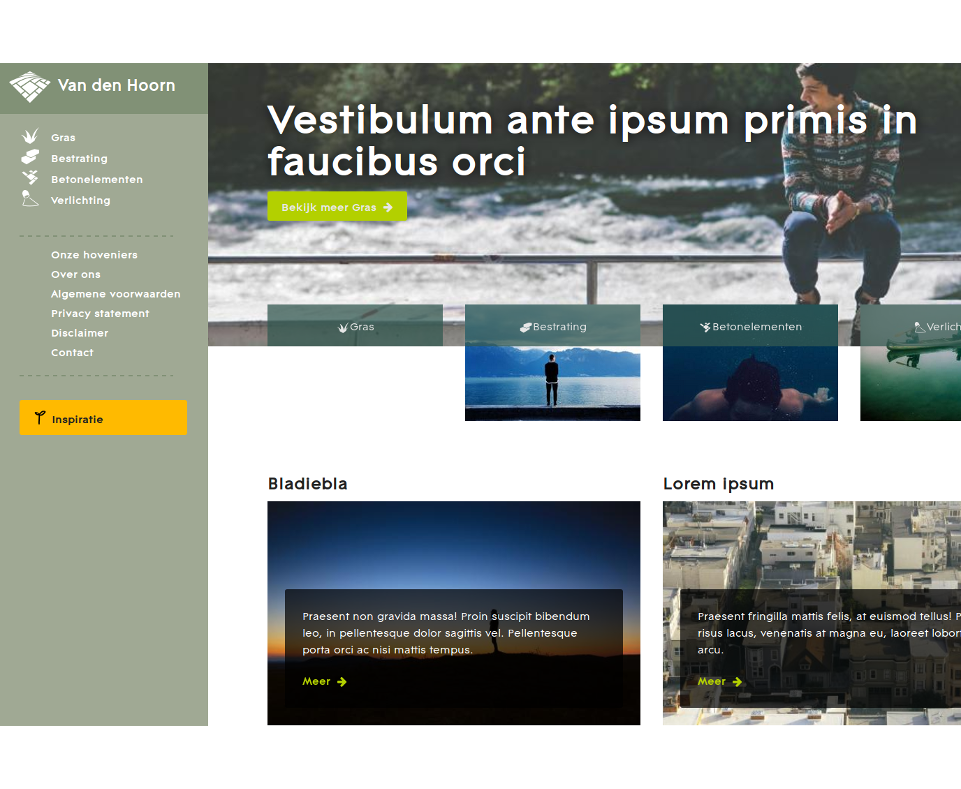 Van den Hoorn
Gras
Bestrating
Betonelementen
Verlichting
Onze hoveniers
Over ons
Algemene voorwaarden
Privacy statement
Disclaimer
Contact
Inspiratie
Vestibulum ante ipsum primis in
faucibus orci
Bekijk meer Gras
Gras
Bestrating
Betonelementen
Bladiebla
Praesent non gravida massa! Proin suscipit bibendum
leo, in pellentesque dolor sagittis vel. Pellentesque
porta orci ac nisi mattis tempus.
Meer
Lorem ipsum
Praesent fringilla mattis felis, at euismod tellus!
risus lacus, venenatis at magna eu, laoreet
arcu.
Meer